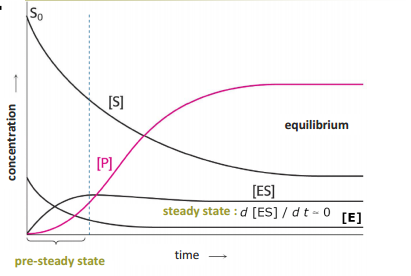 S₀
[S]
[P]
equilibrium
concentration
[ES]
steady state : d [ES] / d t ≈ 0
[E]
time
pre-steady state